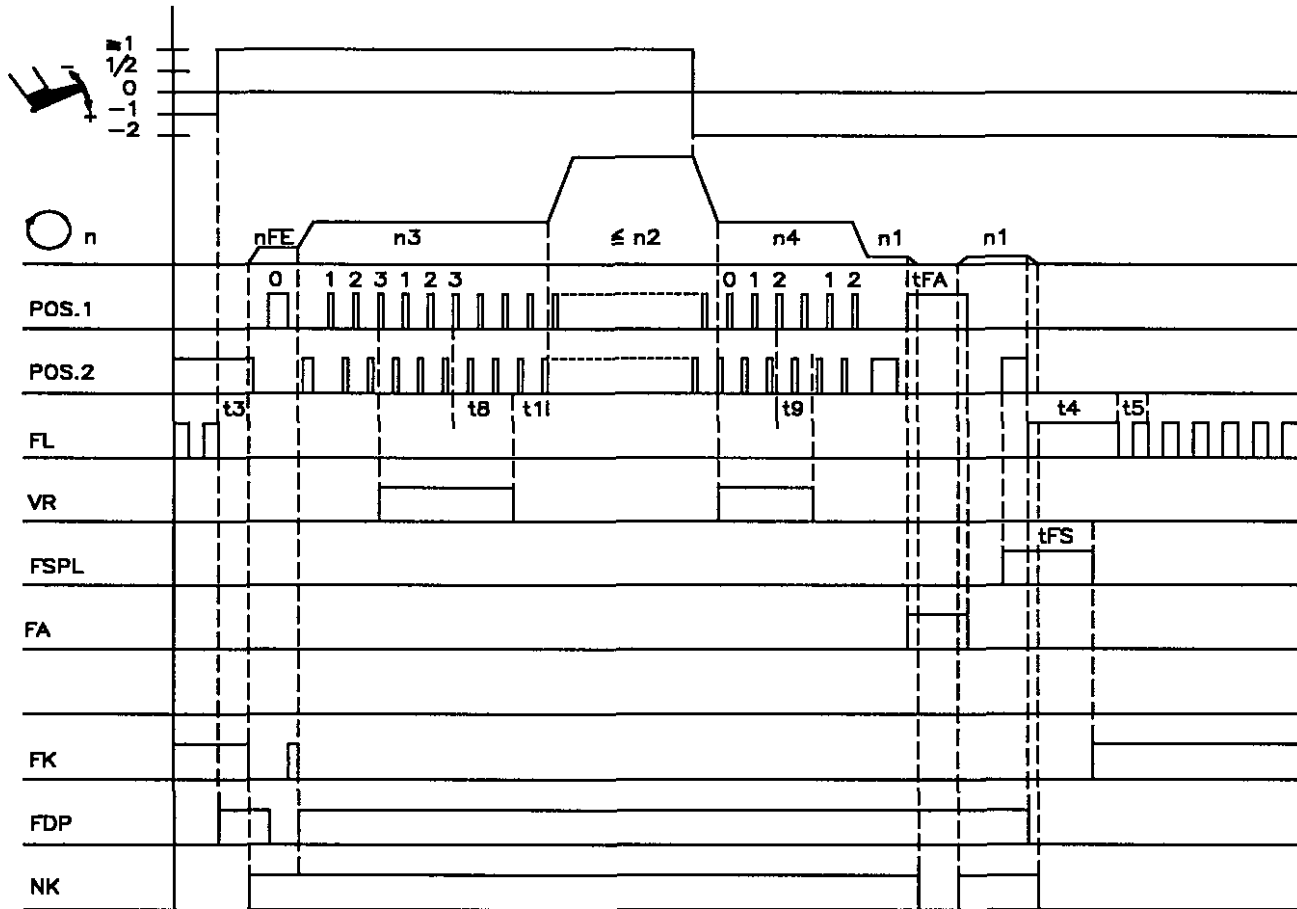 ≅1
1/2
0
-1
-2
- +
n
nFE n3 ≦ n2 n4 n1 n1
0 1 2 3 1 2 3 0 1 2 1 2 tFA
POS.1
POS.2
t3 t8 t1 t9 t4 t5
FL
VR
tFS
FSPL
FA
FK
FDP
NK